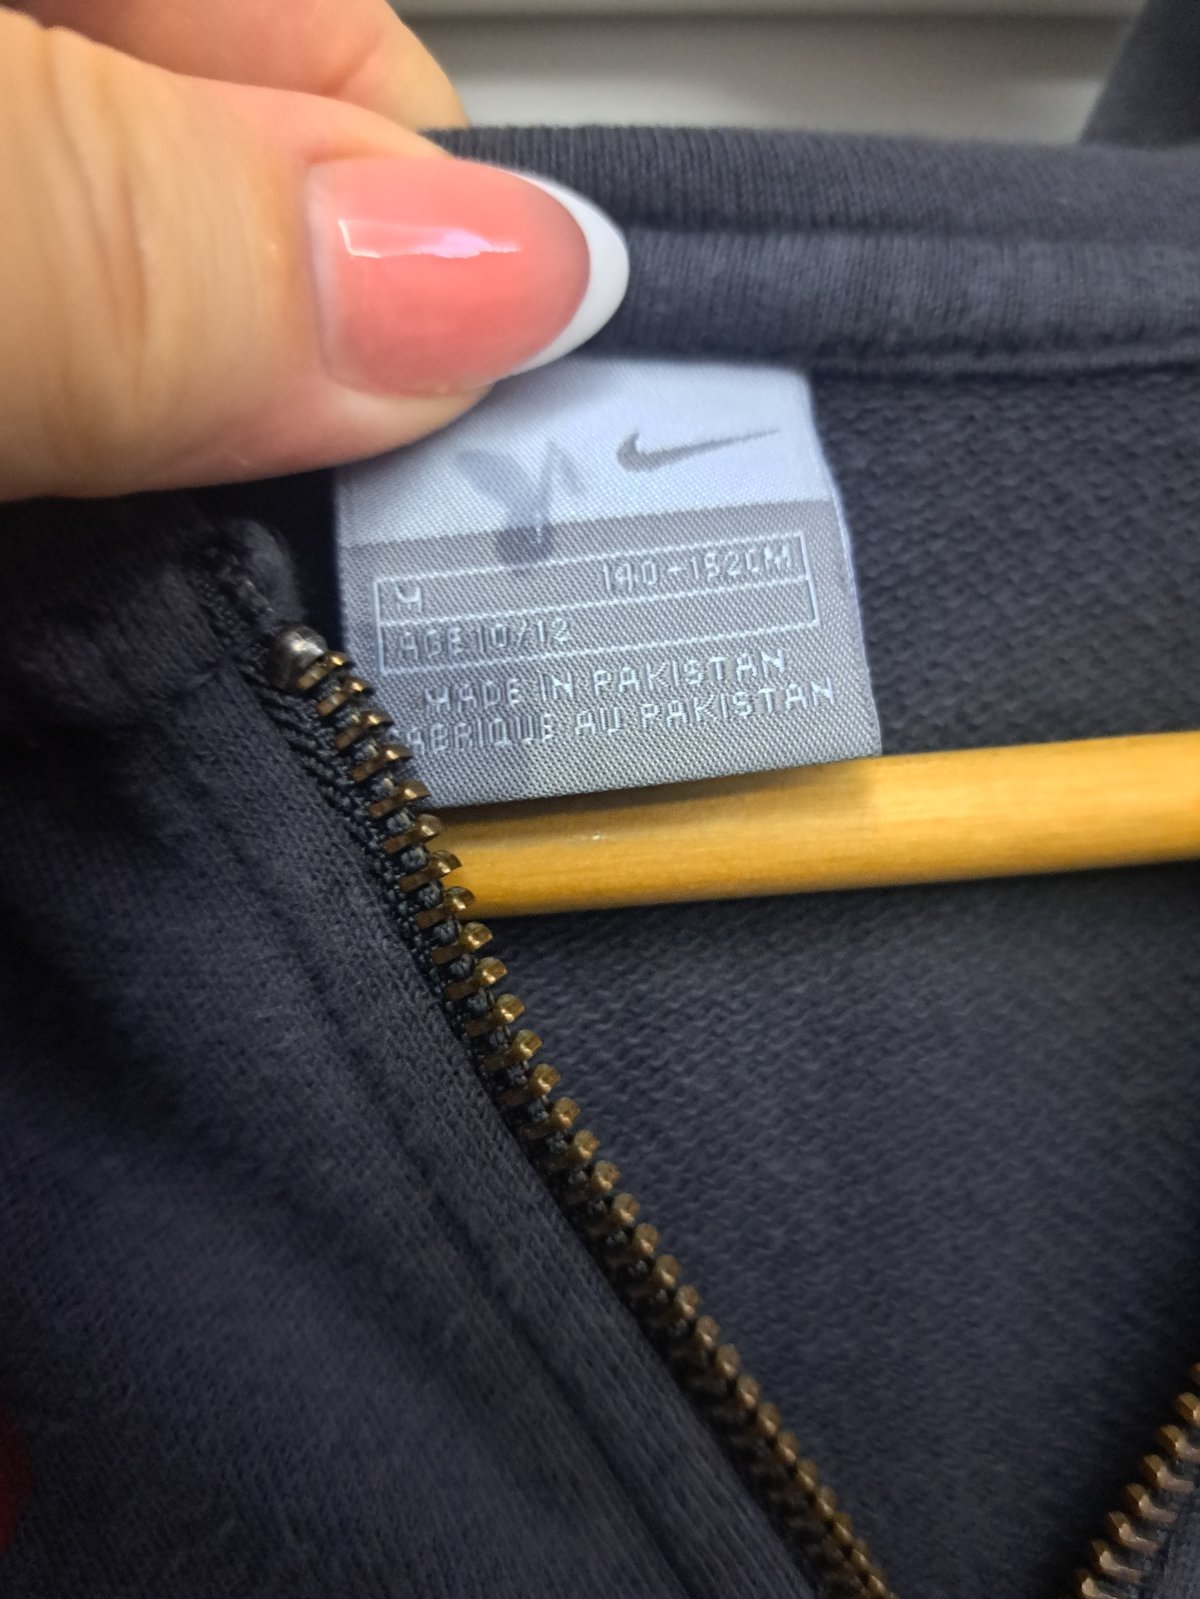 M 140-152CM
AGE 10/12
MADE IN PAKISTAN
FABRIQUE AU PAKISTAN